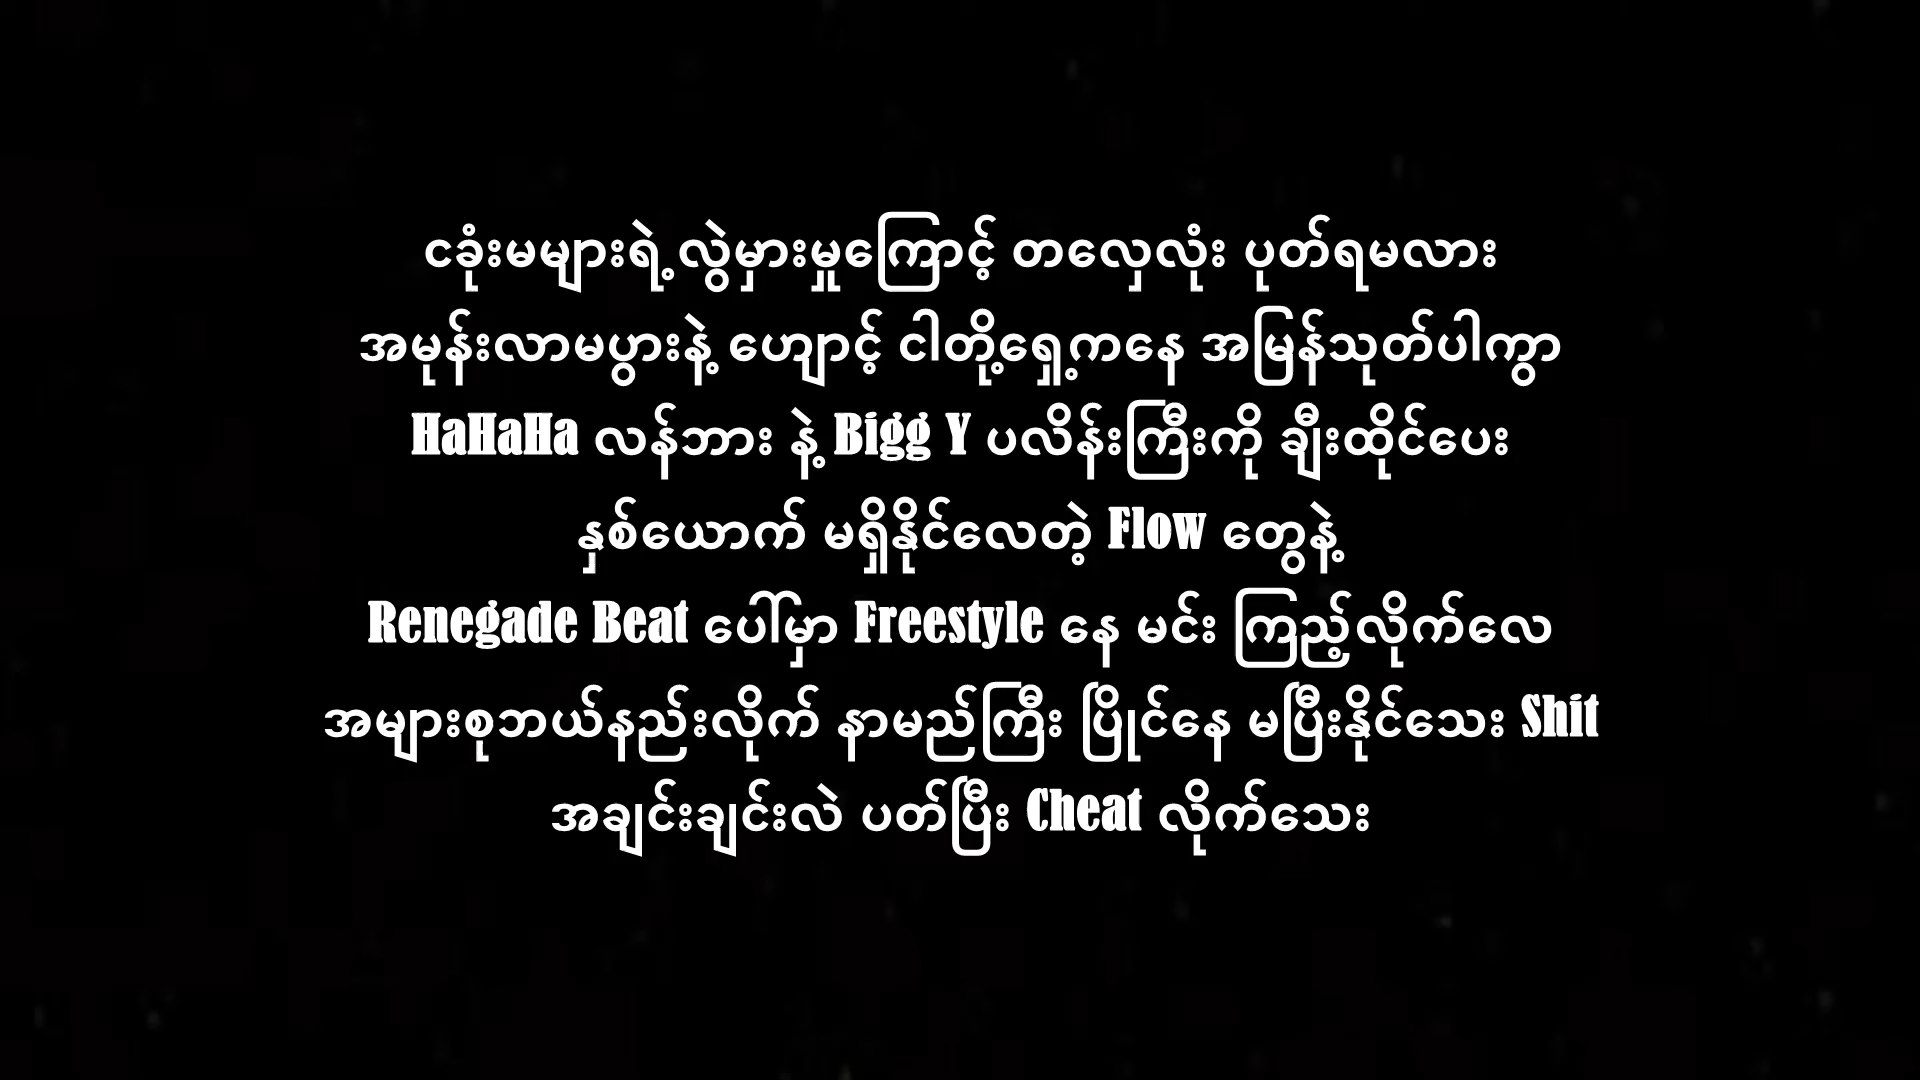 ငခုံးမများရဲ့လွဲမှားမှုကြောင့် တလှေလုံး ပုတ်ရမလား
အမုန်းလာမပွားနဲ့ ဟျောင့် ငါတို့ရှေ့ကနေ အမြန်သုတ်ပါကွာ
HaHaHa လန်ဘား နဲ့ Bigg Y ပလိန်းကြီးကို ချီးထိုင်ပေး
နှစ်ယောက် မရှိနိုင်လေတဲ့ Flow တွေနဲ့
Renegade Beat ပေါ်မှာ Freestyle နေ မင်း ကြည့်လိုက်လေ
အများစုဘယ်နည်းလိုက် နာမည်ကြီး ပြိုင်နေ မပြီးနိုင်သေး Shit
အချင်းချင်းလဲ ပတ်ပြီး Cheat လိုက်သေး